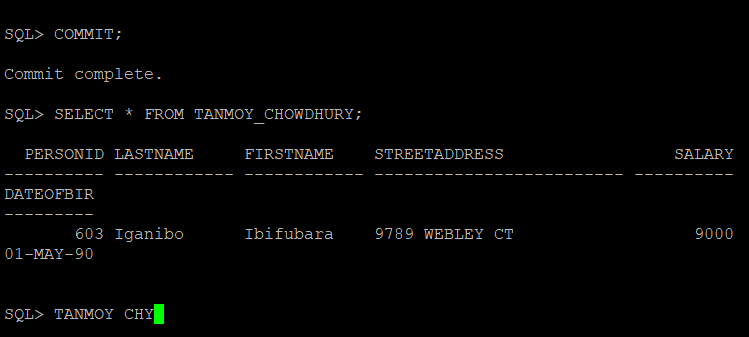 SQL> COMMIT;
Commit complete.
SQL> SELECT * FROM TANMOY_CHOWDHURY;
  PERSONID LASTNAME     FIRSTNAME    STREETADDRESS                 SALARY
---------- ------------ ------------ ------------------------- ----------
DATEOFBIR
---------
       603 Iganibo      Ibifubara    9789 WEBLEY CT                  9000
01-MAY-90
SQL> TANMOY CHY